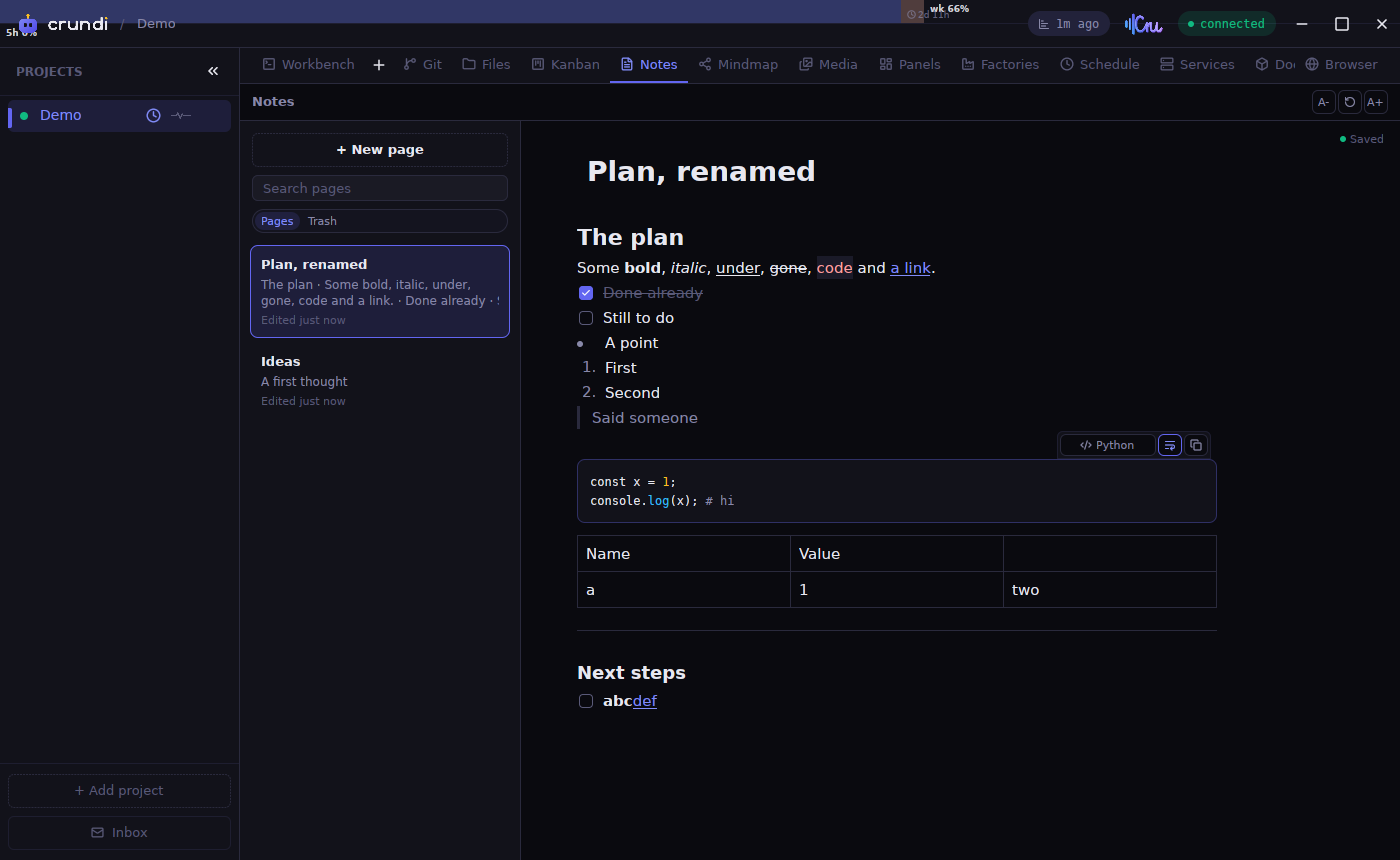 crundi / Demo
5h 0%
2d 11h
wk 66%
1m ago
connected
PROJECTS
Demo
+ Add project
Inbox
Workbench + Git Files Kanban Notes Mindmap Media Panels Factories Schedule Services Doc Browser
Notes
A- A+
+ New page
Search pages
Pages Trash
Plan, renamed
The plan · Some bold, italic, under,
gone, code and a link. · Done already ·
Edited just now
Ideas
A first thought
Edited just now
Saved
Plan, renamed
The plan
Some bold, italic, under, gone, code and a link.
Done already
Still to do
• A point
1. First
2. Second
Said someone
</> Python
const x = 1;
console.log(x); # hi
Name Value
a 1 two
Next steps
abcdef